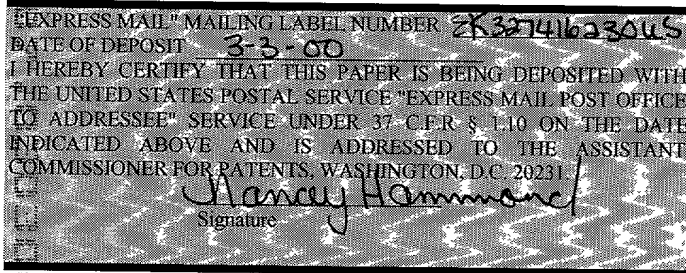 "EXPRESS MAIL" MAILING LABEL NUMBER EK327416230US
DATE OF DEPOSIT 3-3-00
I HEREBY CERTIFY THAT THIS PAPER IS BEING DEPOSITED WITH
THE UNITED STATES POSTAL SERVICE "EXPRESS MAIL POST OFFICE
TO ADDRESSEE" SERVICE UNDER 37 C.F.R § 1.10 ON THE DATE
INDICATED ABOVE AND IS ADDRESSED TO THE ASSISTANT
COMMISSIONER FOR PATENTS, WASHINGTON, D.C. 20231.
Nancy Hammond
Signature